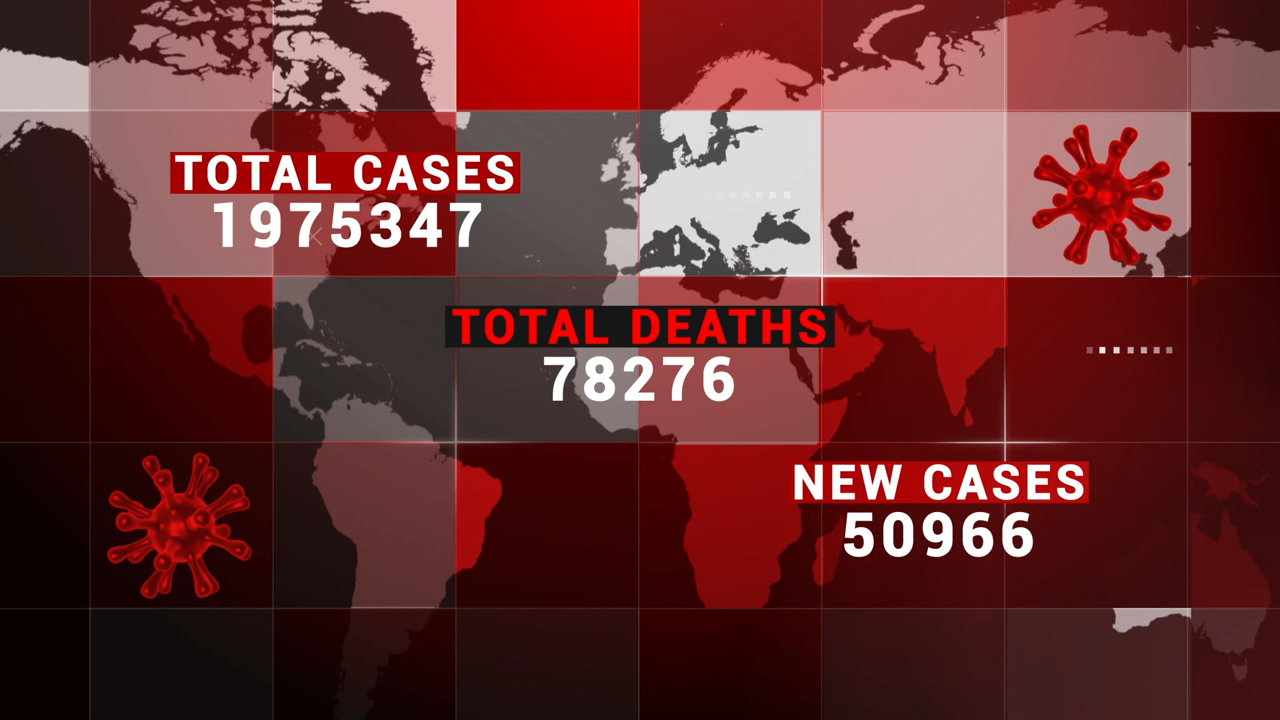 TOTAL CASES
1975347
TOTAL DEATHS
78276
NEW CASES
50966